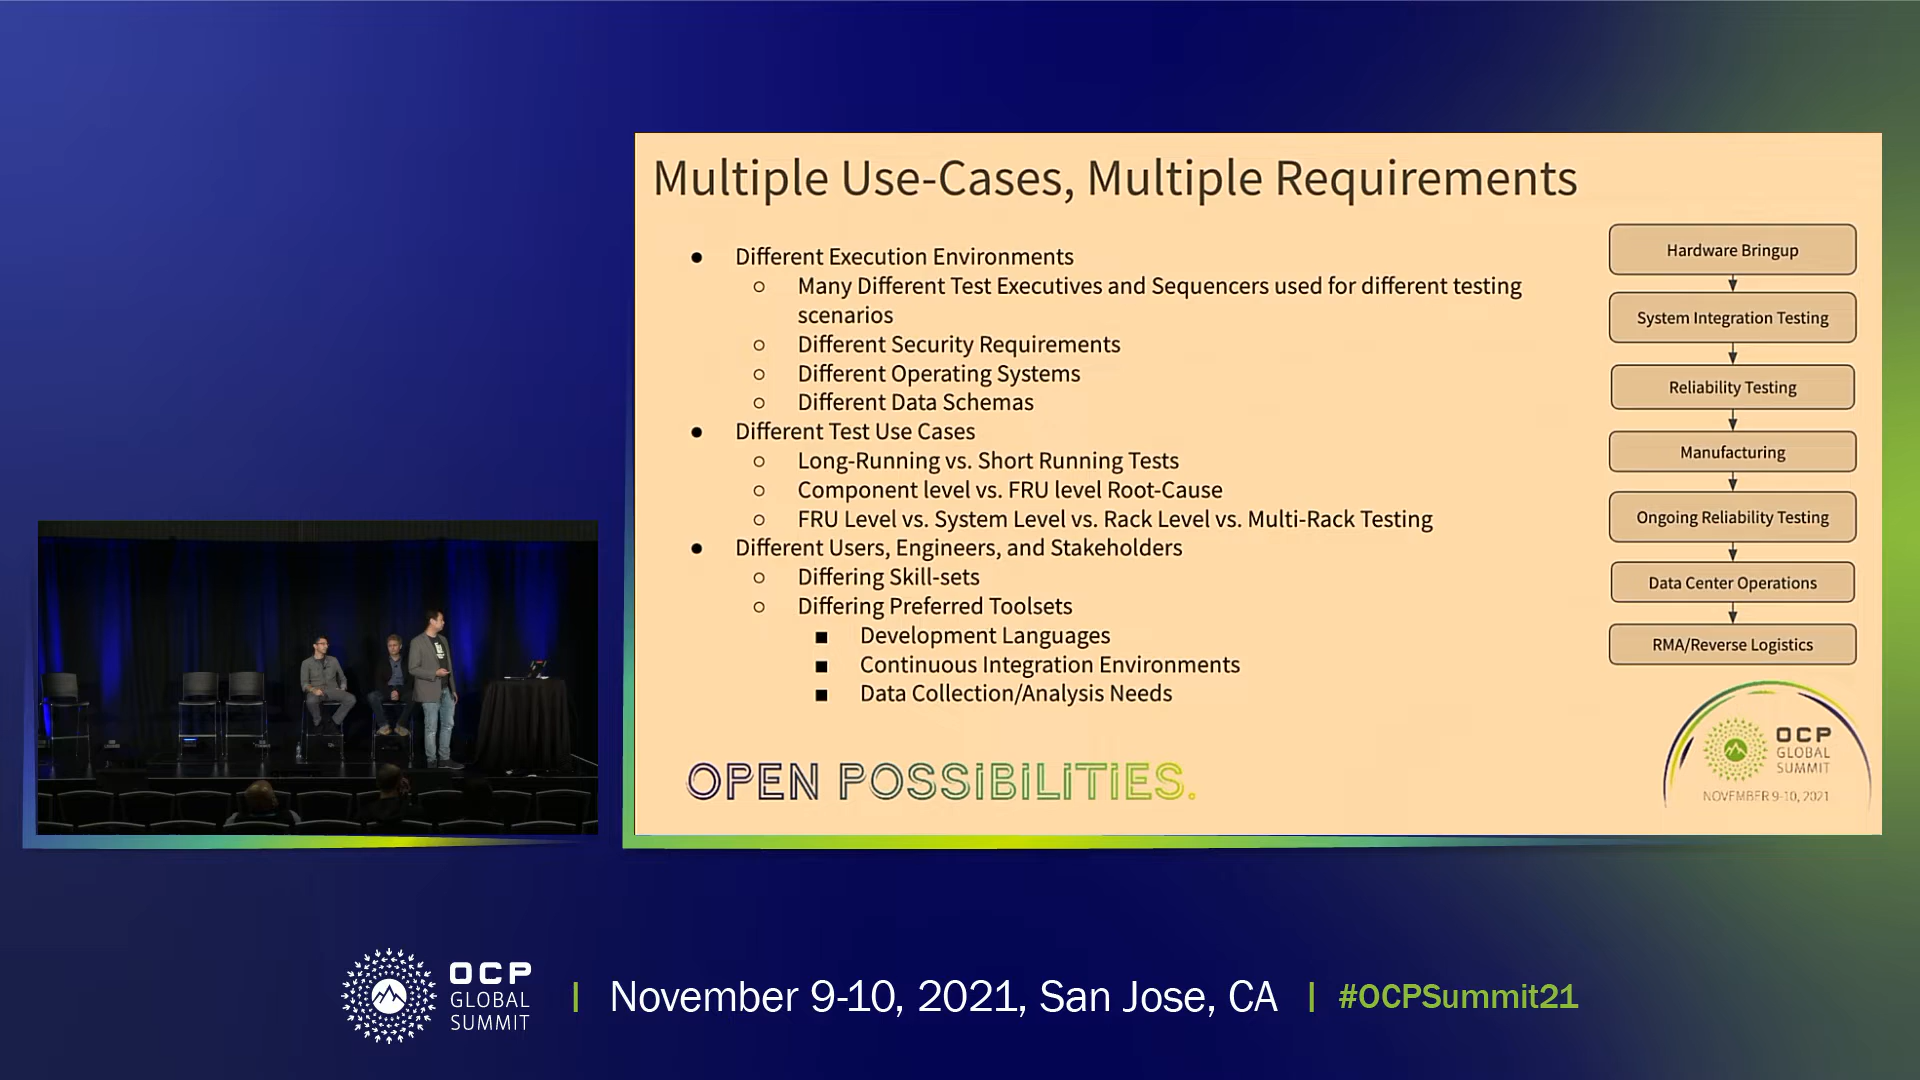 Multiple Use-Cases, Multiple Requirements
● Different Execution Environments
○ Many Different Test Executives and Sequencers used for different testing
scenarios
○ Different Security Requirements
○ Different Operating Systems
○ Different Data Schemas
● Different Test Use Cases
○ Long-Running vs. Short Running Tests
○ Component level vs. FRU level Root-Cause
○ FRU Level vs. System Level vs. Rack Level vs. Multi-Rack Testing
● Different Users, Engineers, and Stakeholders
○ Differing Skill-sets
○ Differing Preferred Toolsets
■ Development Languages
■ Continuous Integration Environments
■ Data Collection/Analysis Needs
Hardware Bringup
System Integration Testing
Reliability Testing
Manufacturing
Ongoing Reliability Testing
Data Center Operations
RMA/Reverse Logistics
OPEN POSSIBILITIES.
OCP
GLOBAL
SUMMIT
NOVEMBER 9-10, 2021
OCP
GLOBAL
SUMMIT
| November 9-10, 2021, San Jose, CA | #OCPSummit21